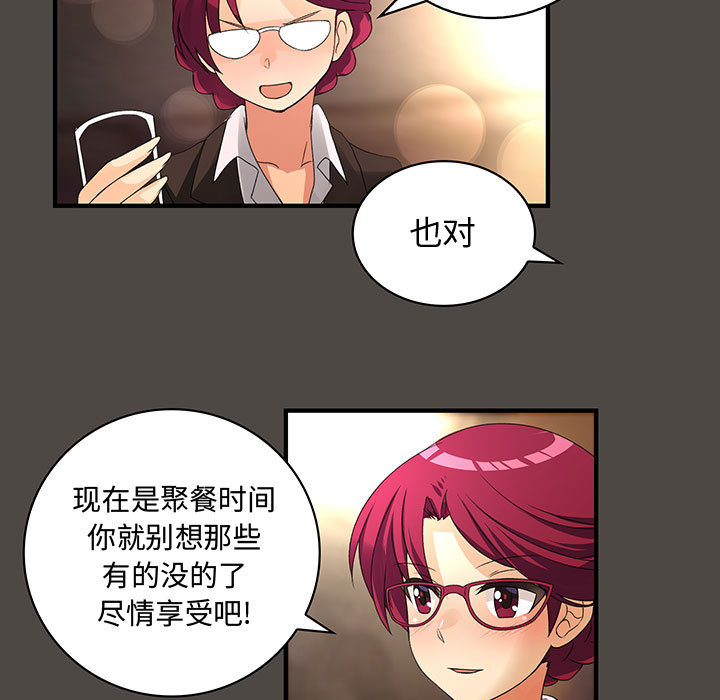 也对
现在是聚餐时间
你就别想那些
有的没的了
尽情享受吧!